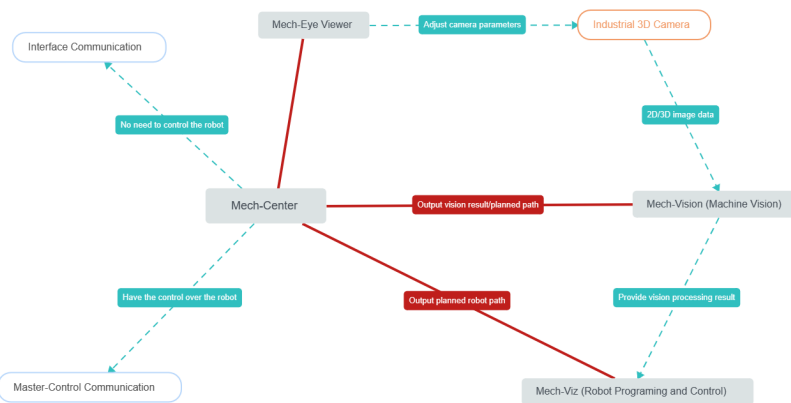 Mech-Eye Viewer
Adjust camera parameters
Industrial 3D Camera
Interface Communication
No need to control the robot
2D/3D image data
Mech-Center
Output vision result/planned path
Mech-Vision (Machine Vision)
Have the control over the robot
Output planned robot path
Provide vision processing result
Master-Control Communication
Mech-Viz (Robot Programing and Control)